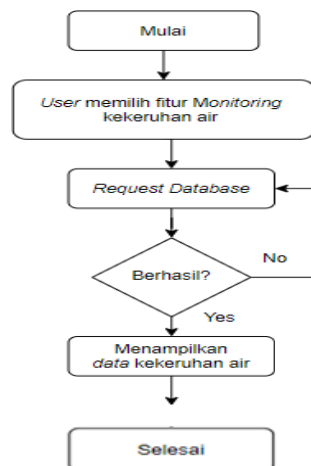 Mulai
User memilih fitur Monitoring
kekeruhan air
Request Database
Berhasil?
No
Yes
Menampilkan
data kekeruhan air
Selesai